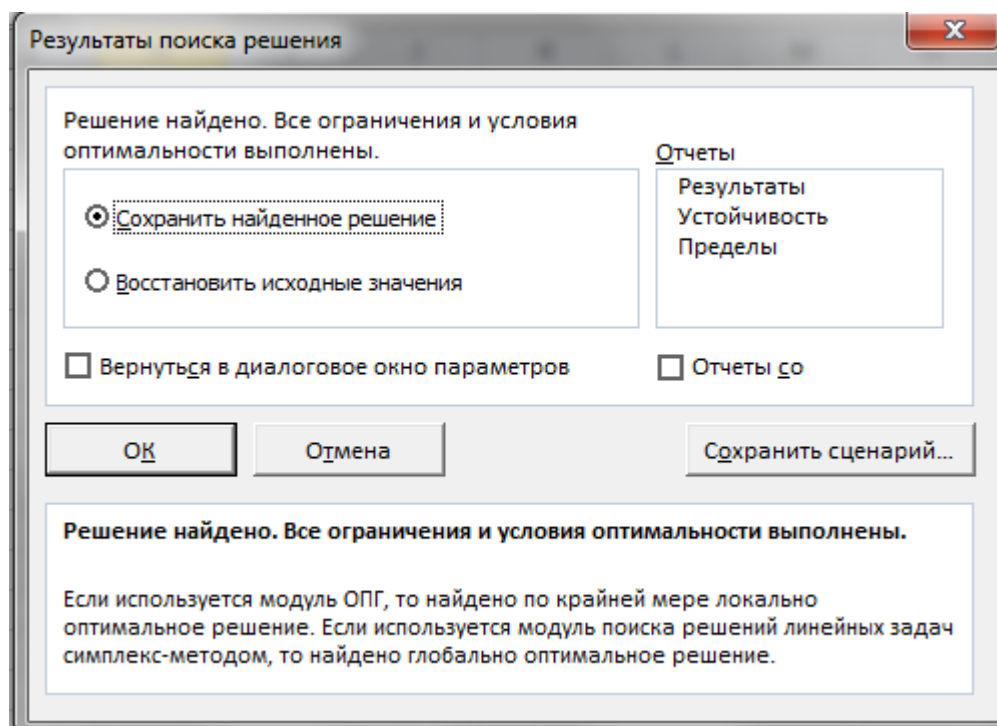 Результаты поиска решения
Решение найдено. Все ограничения и условия
оптимальности выполнены.
Отчеты
Сохранить найденное решение
Восстановить исходные значения
Результаты
Устойчивость
Пределы
Вернуться в диалоговое окно параметров
Отчеты со
ОК
Отмена
Сохранить сценарий...
Решение найдено. Все ограничения и условия оптимальности выполнены.
Если используется модуль ОПГ, то найдено по крайней мере локально
оптимальное решение. Если используется модуль поиска решений линейных задач
симплекс-методом, то найдено глобально оптимальное решение.